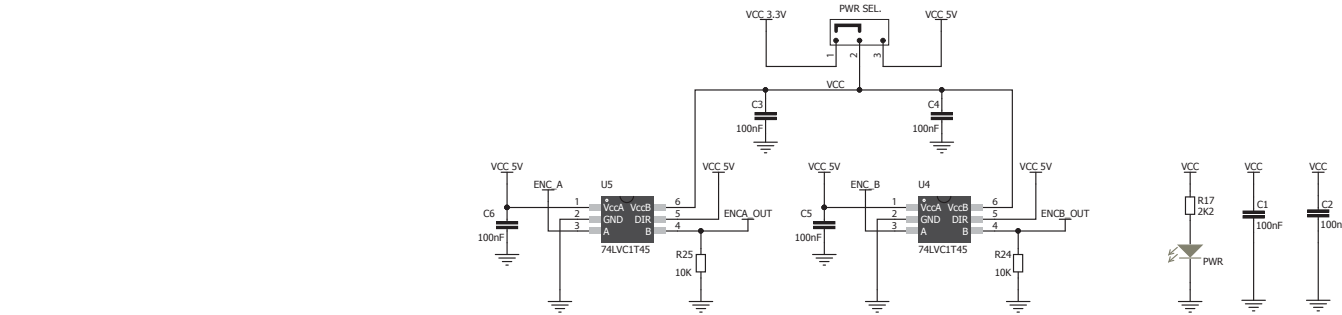 PWR SEL.
VCC 3.3V
VCC 5V
1
2
3
VCC
C3
100nF
C4
100nF
VCC 5V
ENC_A
U5
VCC 5V
1
2
3
VccA VccB
GND DIR
A B
6
5
4
ENCA_OUT
C6
100nF
74LVC1T45
R25
10K
VCC 5V
ENC_B
U4
VCC 5V
1
2
3
VccA VccB
GND DIR
A B
6
5
4
ENCB_OUT
C5
100nF
74LVC1T45
R24
10K
VCC
R17
2K2
PWR
VCC
C1
100nF
VCC
C2
100n